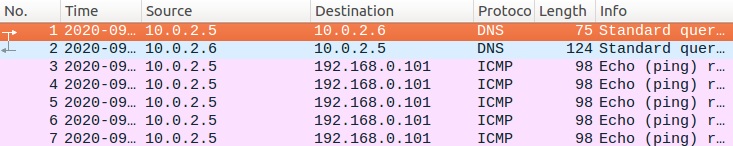 No. Time Source Destination Protoco Length Info
1 2020-09… 10.0.2.5 10.0.2.6 DNS 75 Standard quer…
2 2020-09… 10.0.2.6 10.0.2.5 DNS 124 Standard quer…
3 2020-09… 10.0.2.5 192.168.0.101 ICMP 98 Echo (ping) r…
4 2020-09… 10.0.2.5 192.168.0.101 ICMP 98 Echo (ping) r…
5 2020-09… 10.0.2.5 192.168.0.101 ICMP 98 Echo (ping) r…
6 2020-09… 10.0.2.5 192.168.0.101 ICMP 98 Echo (ping) r…
7 2020-09… 10.0.2.5 192.168.0.101 ICMP 98 Echo (ping) r…